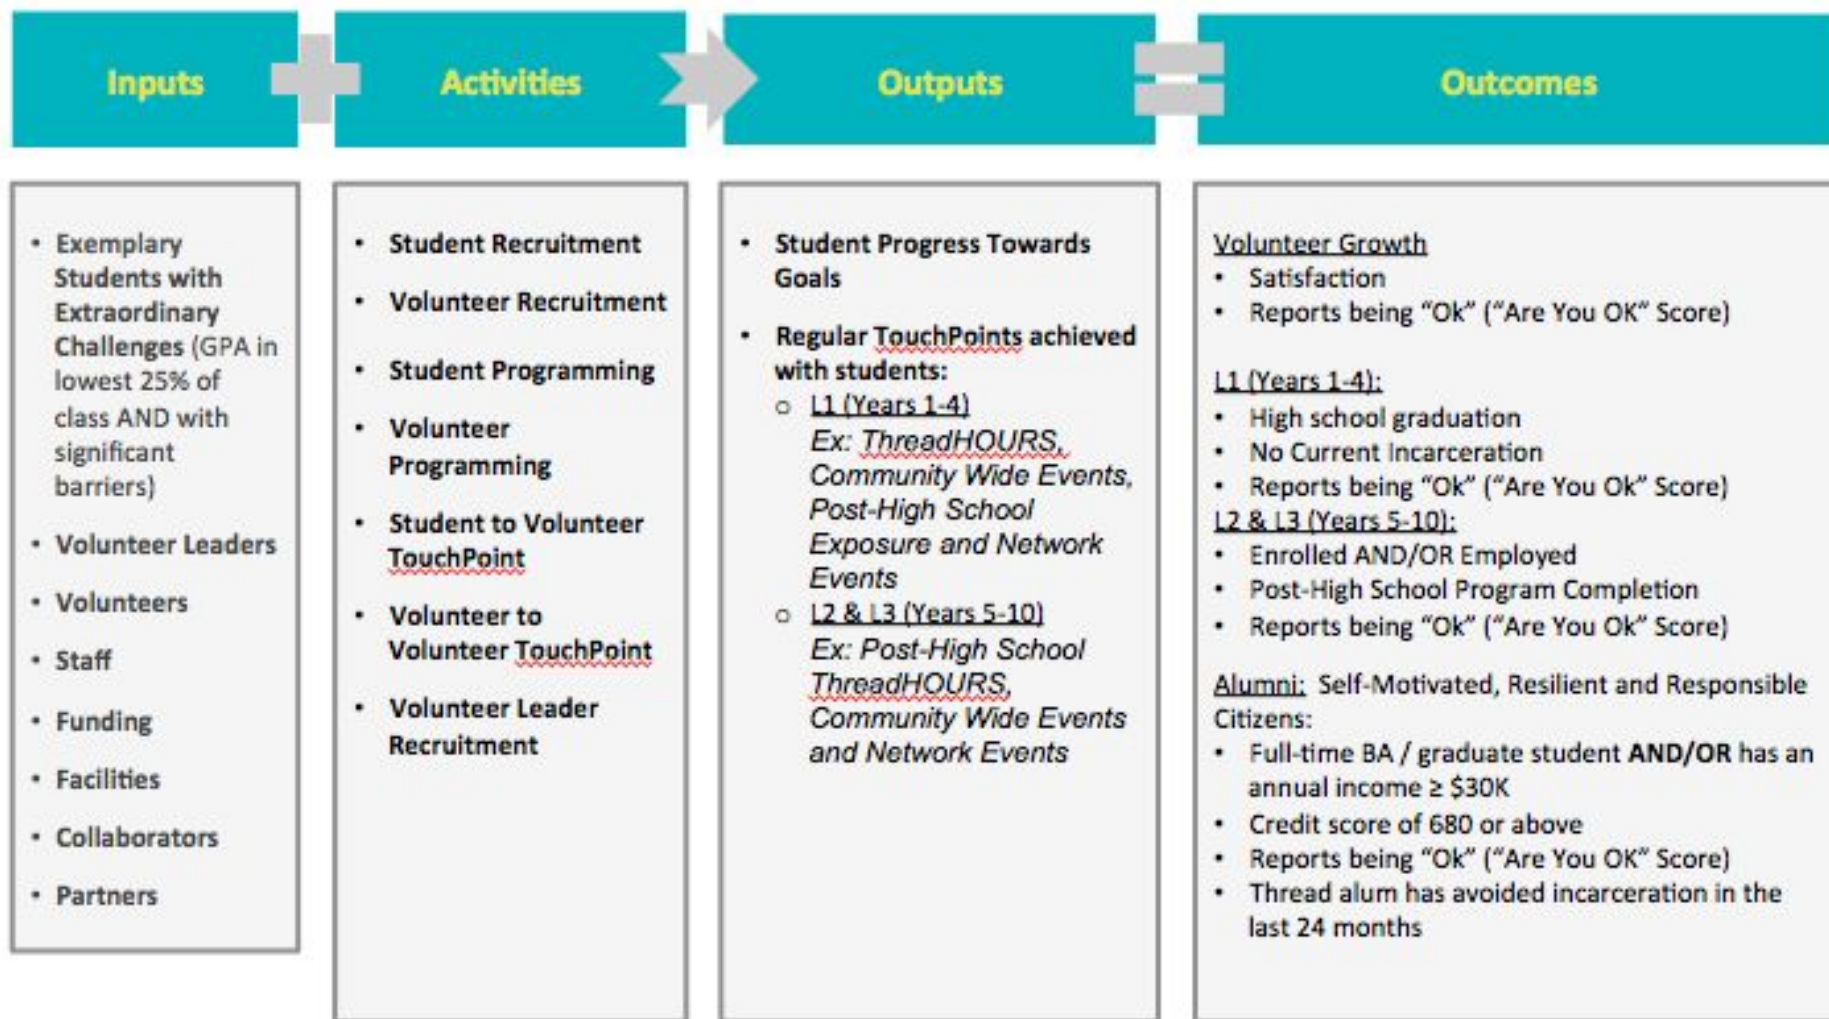 Inputs
Activities
Outputs
Outcomes
• Exemplary
Students with
Extraordinary
Challenges (GPA in
lowest 25% of
class AND with
significant
barriers)
• Volunteer Leaders
• Volunteers
• Staff
• Funding
• Facilities
• Collaborators
• Partners
• Student Recruitment
• Volunteer Recruitment
• Student Programming
• Volunteer
Programming
• Student to Volunteer
TouchPoint
• Volunteer to
Volunteer TouchPoint
• Volunteer Leader
Recruitment
• Student Progress Towards
Goals
• Regular TouchPoints achieved
with students:
o L1 (Years 1-4)
Ex: ThreadHOURS,
Community Wide Events,
Post-High School
Exposure and Network
Events
o L2 & L3 (Years 5-10)
Ex: Post-High School
ThreadHOURS,
Community Wide Events
and Network Events
Volunteer Growth
• Satisfaction
• Reports being “Ok” (“Are You OK” Score)
L1 (Years 1-4):
• High school graduation
• No Current Incarceration
• Reports being “Ok” (“Are You Ok” Score)
L2 & L3 (Years 5-10):
• Enrolled AND/OR Employed
• Post-High School Program Completion
• Reports being “Ok” (“Are You Ok” Score)
Alumni: Self-Motivated, Resilient and Responsible
Citizens:
• Full-time BA / graduate student AND/OR has an
annual income ≥ $30K
• Credit score of 680 or above
• Reports being “Ok” (“Are You OK” Score)
• Thread alum has avoided incarceration in the
last 24 months